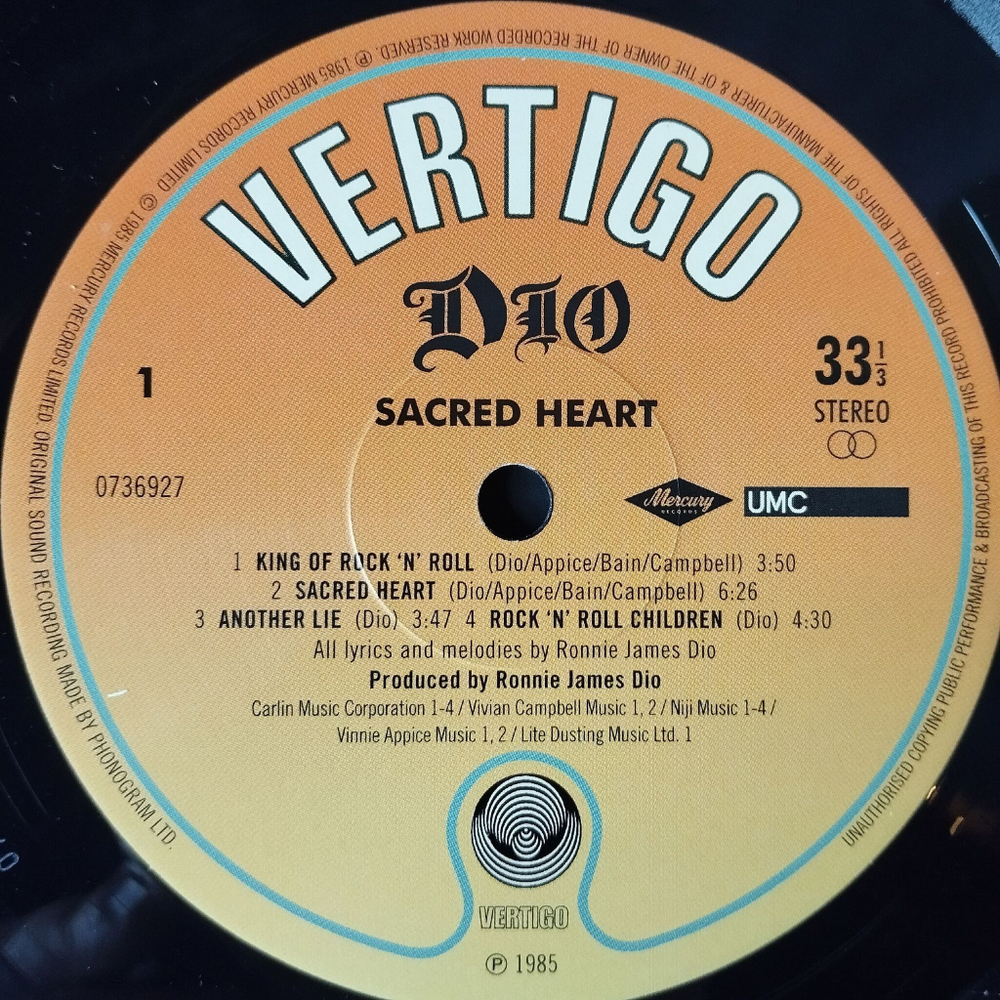 VERTIGO
DIO
SACRED HEART
1
33 1/3
STEREO
0736927
Mercury
RECORDS
UMC
1 KING OF ROCK ‘N’ ROLL (Dio/Appice/Bain/Campbell) 3:50
2 SACRED HEART (Dio/Appice/Bain/Campbell) 6:26
3 ANOTHER LIE (Dio) 3:47 4 ROCK ‘N’ ROLL CHILDREN (Dio) 4:30
All lyrics and melodies by Ronnie James Dio
Produced by Ronnie James Dio
Carlin Music Corporation 1-4 / Vivian Campbell Music 1, 2 / Niji Music 1-4 /
Vinnie Appice Music 1, 2 / Lite Dusting Music Ltd. 1
VERTIGO
℗ 1985
ORIGINAL SOUND RECORDING MADE BY PHONOGRAM LTD.
© 1985 MERCURY RECORDS LIMITED.
℗ 1985 MERCURY RECORDS LIMITED
UNAUTHORISED COPYING PUBLIC PERFORMANCE & BROADCASTING OF THIS RECORD PROHIBITED ALL RIGHTS OF THE MANUFACTURER & OF THE OWNER OF THE RECORDED WORK RESERVED.